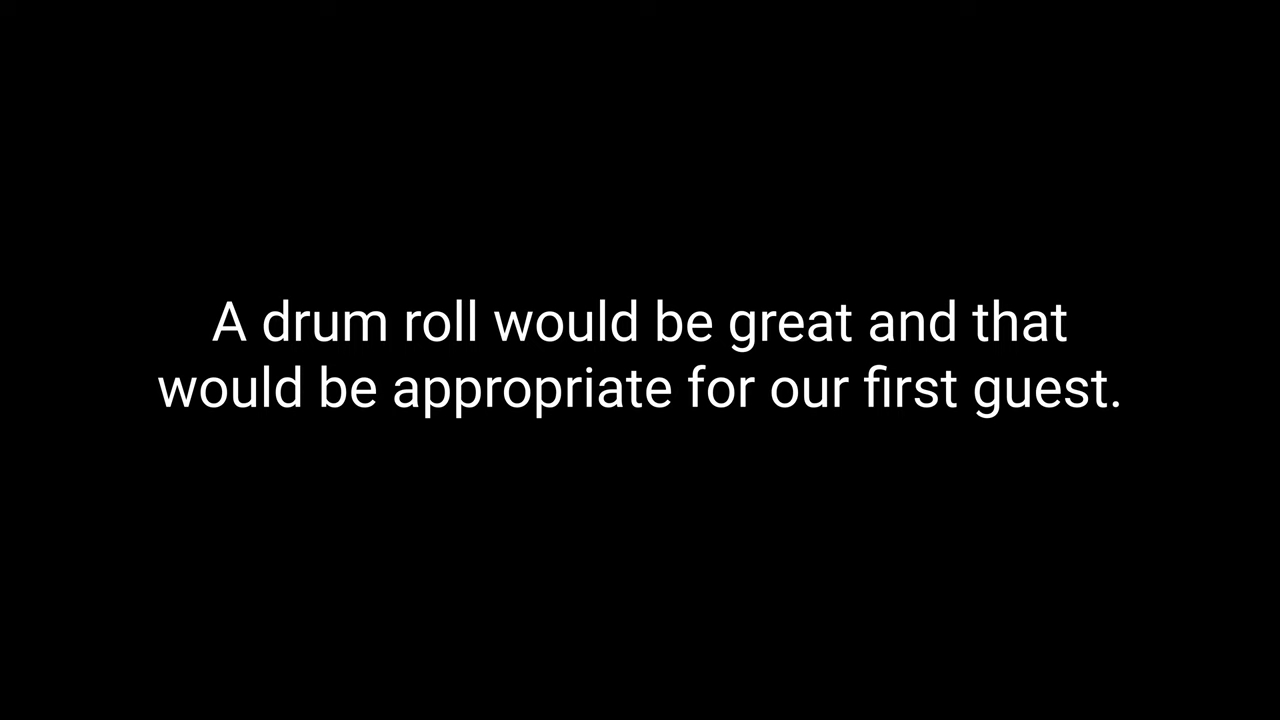 A drum roll would be great and that
would be appropriate for our first guest.